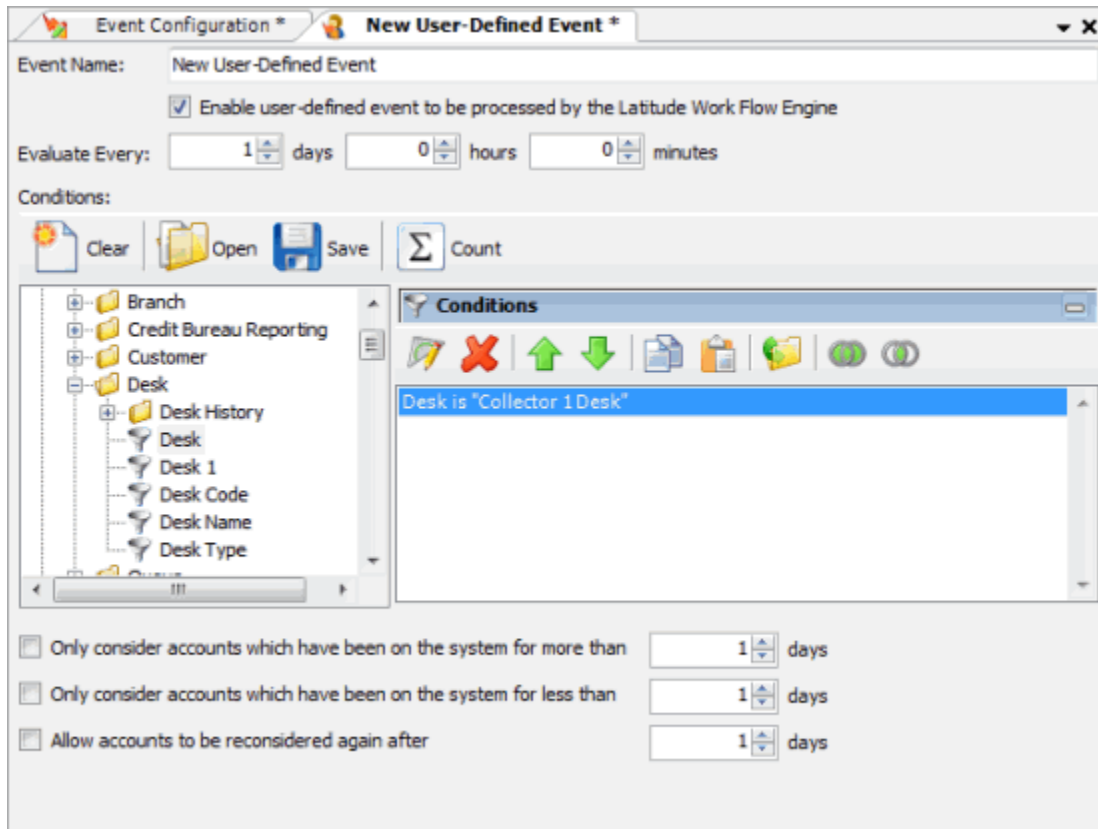 Event Configuration * New User-Defined Event *
Event Name: New User-Defined Event
Enable user-defined event to be processed by the Latitude Work Flow Engine
Evaluate Every: 1 days 0 hours 0 minutes
Conditions:
Clear Open Save Σ Count
Branch
Credit Bureau Reporting
Customer
Desk
Desk History
Desk
Desk 1
Desk Code
Desk Name
Desk Type
Conditions
Desk is "Collector 1 Desk"
Only consider accounts which have been on the system for more than 1 days
Only consider accounts which have been on the system for less than 1 days
Allow accounts to be reconsidered again after 1 days